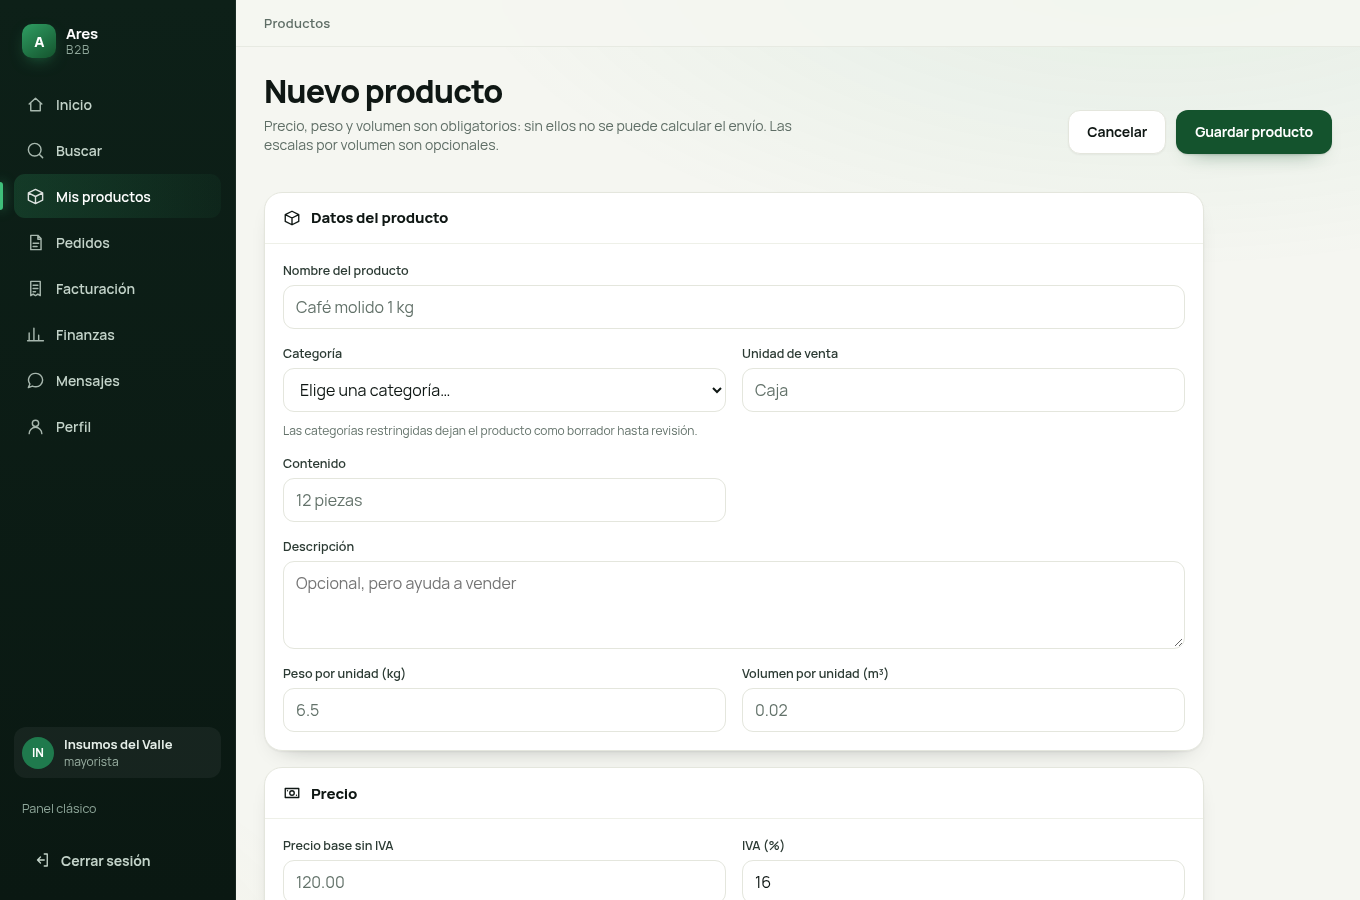 A
Ares
B2B
Inicio
Buscar
Mis productos
Pedidos
Facturación
Finanzas
Mensajes
Perfil
IN
Insumos del Valle
mayorista
Panel clásico
Cerrar sesión
Productos
Nuevo producto
Precio, peso y volumen son obligatorios: sin ellos no se puede calcular el envío. Las
escalas por volumen son opcionales.
Cancelar
Guardar producto
Datos del producto
Nombre del producto
Café molido 1 kg
Categoría
Elige una categoría…
Las categorías restringidas dejan el producto como borrador hasta revisión.
Unidad de venta
Caja
Contenido
12 piezas
Descripción
Opcional, pero ayuda a vender
Peso por unidad (kg)
6.5
Volumen por unidad (m³)
0.02
Precio
Precio base sin IVA
120.00
IVA (%)
16